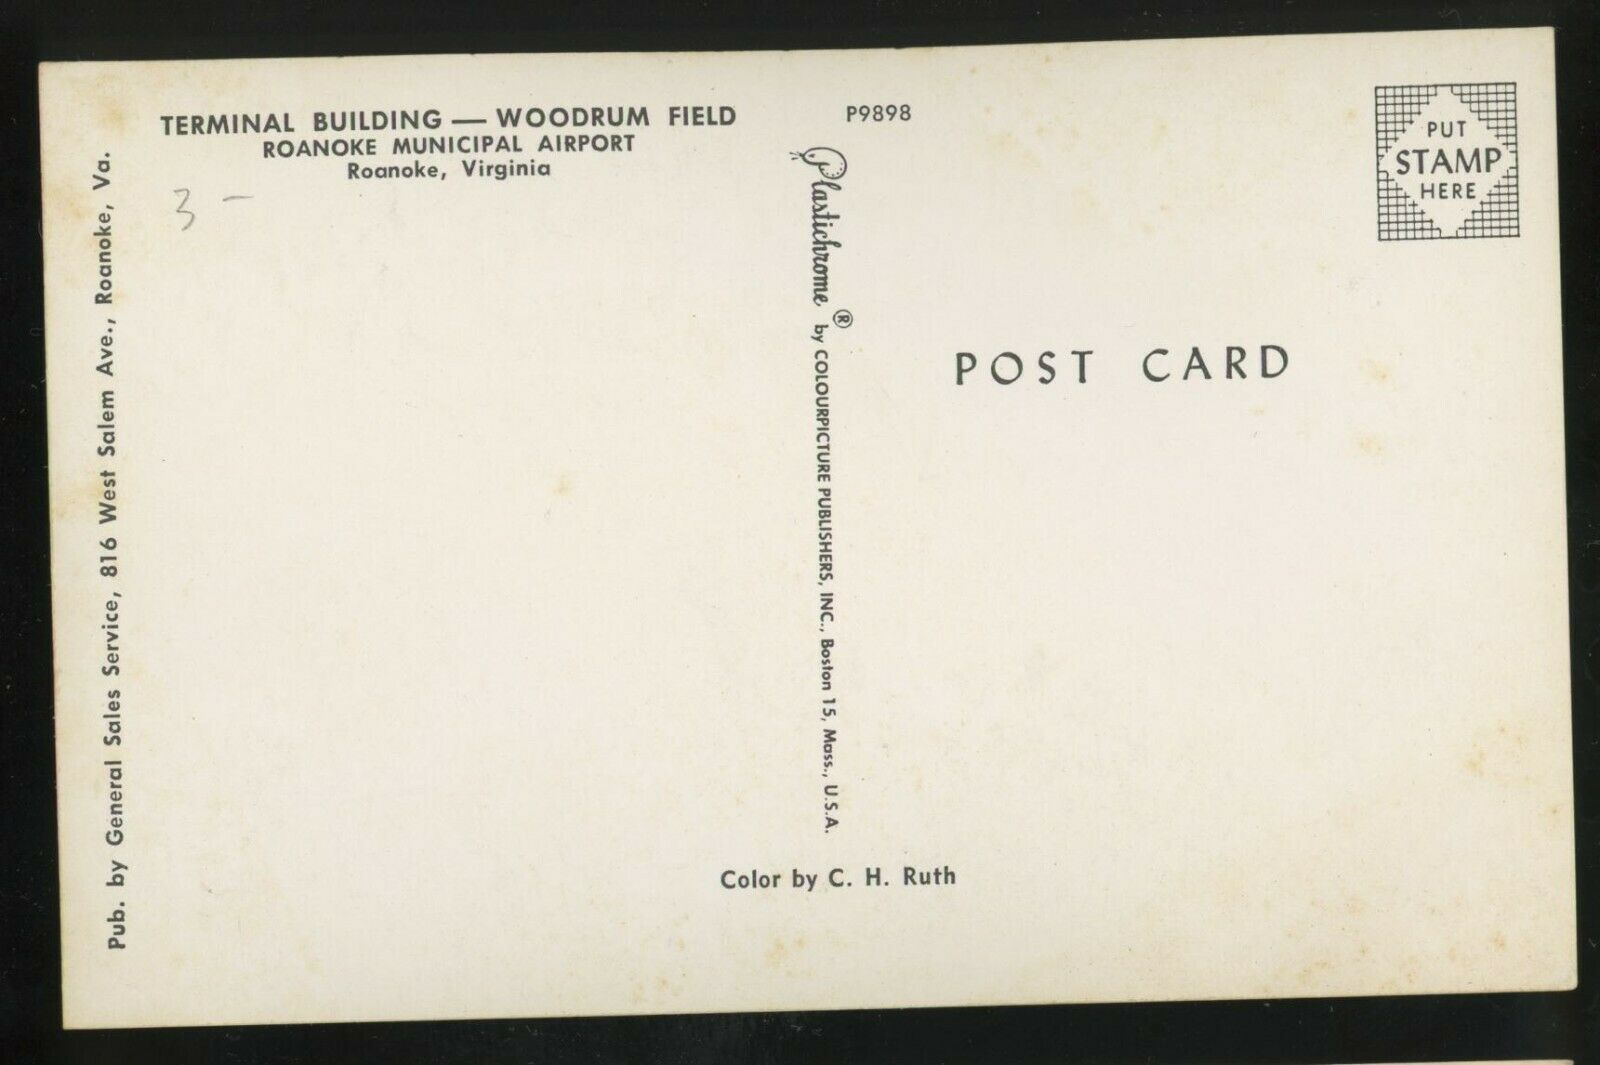 TERMINAL BUILDING — WOODRUM FIELD
ROANOKE MUNICIPAL AIRPORT
Roanoke, Virginia
3 -
P9898
PUT
STAMP
HERE
Pub. by General Sales Service, 816 West Salem Ave., Roanoke, Va.
Plastichrome ® by COLOURPICTURE PUBLISHERS, INC., Boston 15, Mass., U.S.A.
POST CARD
Color by C. H. Ruth